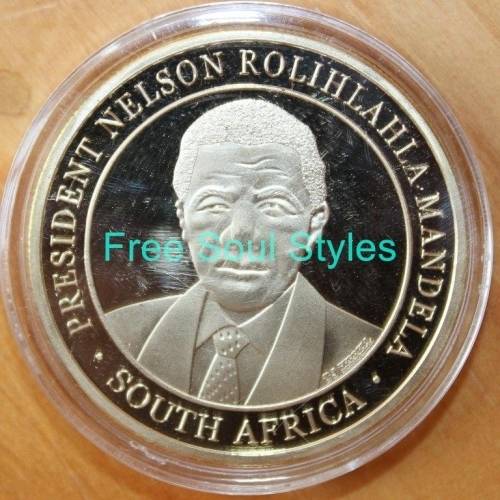 PRESIDENT NELSON ROLIHLAHLA · MANDELA
· SOUTH AFRICA ·
Free Soul Styles